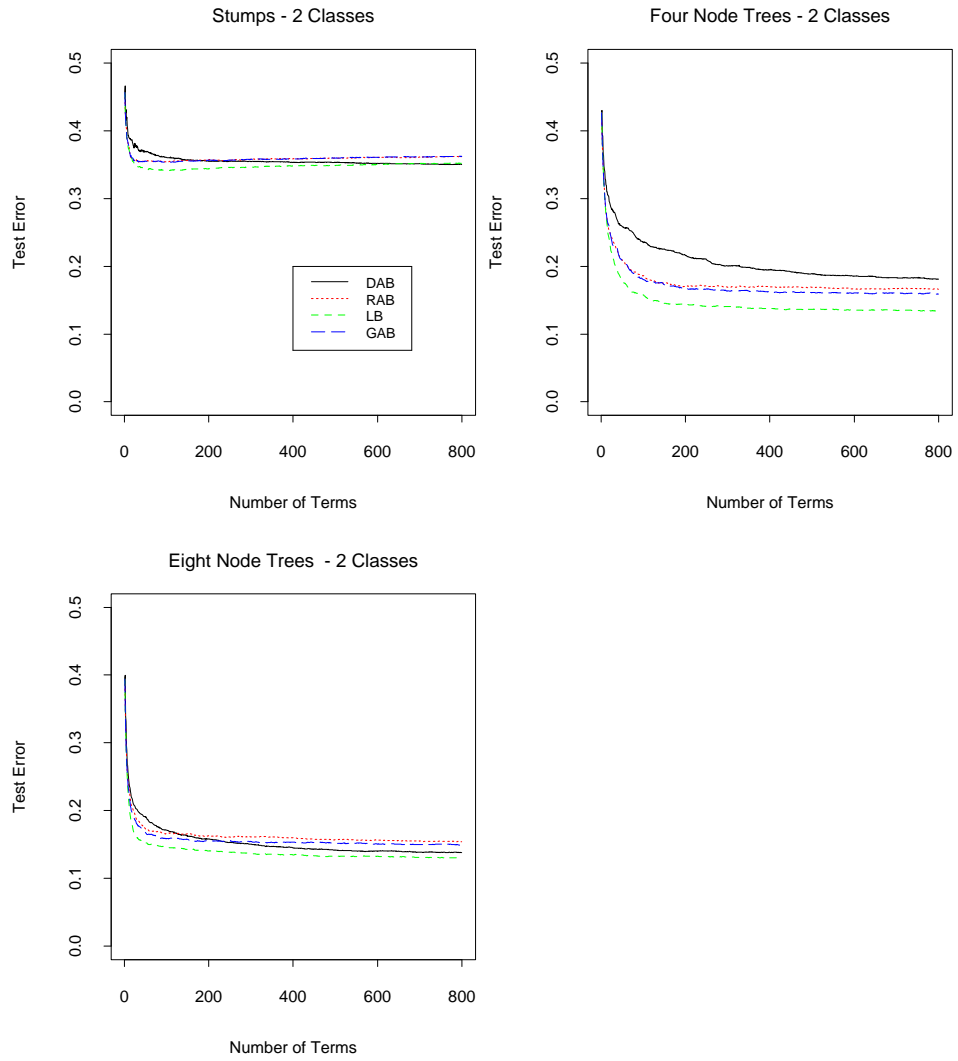 Stumps - 2 Classes
Test Error
0.0 0.1 0.2 0.3 0.4 0.5
DAB
RAB
LB
GAB
0 200 400 600 800
Number of Terms
Four Node Trees - 2 Classes
Test Error
0.0 0.1 0.2 0.3 0.4 0.5
0 200 400 600 800
Number of Terms
Eight Node Trees - 2 Classes
Test Error
0.0 0.1 0.2 0.3 0.4 0.5
0 200 400 600 800
Number of Terms